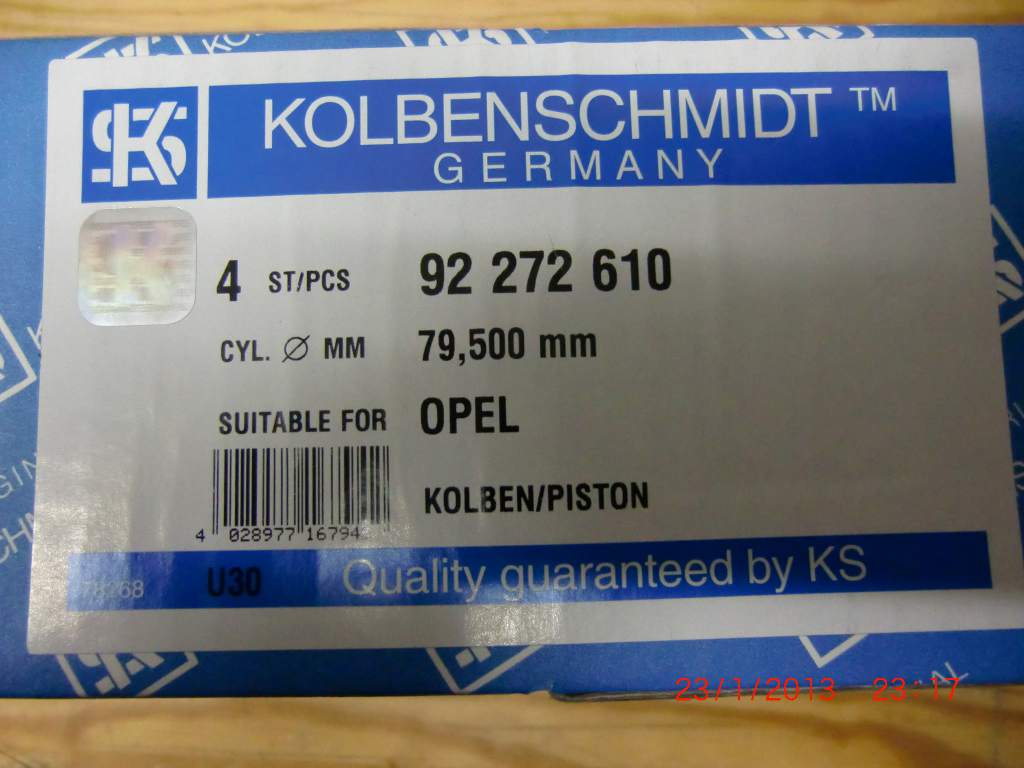 KS
KOLBENSCHMIDT ™
GERMANY
4 ST/PCS 92 272 610
CYL. Ø MM 79,500 mm
SUITABLE FOR OPEL
KOLBEN/PISTON
4 028977 16794
U30 Quality guaranteed by KS
23/1/2013 23:17